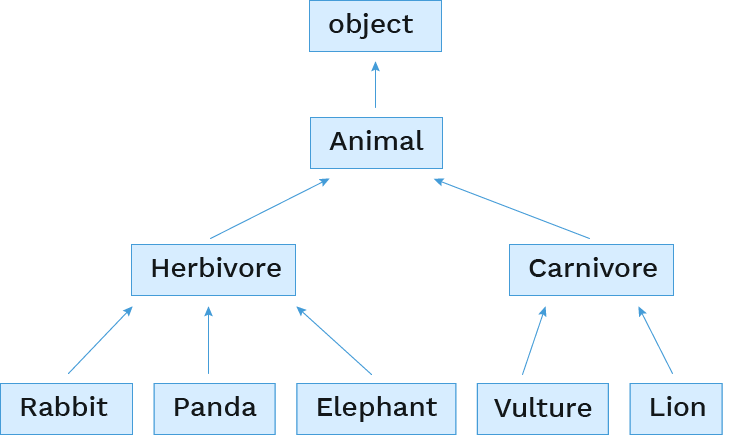 object
Animal
Herbivore
Carnivore
Rabbit
Panda
Elephant
Vulture
Lion